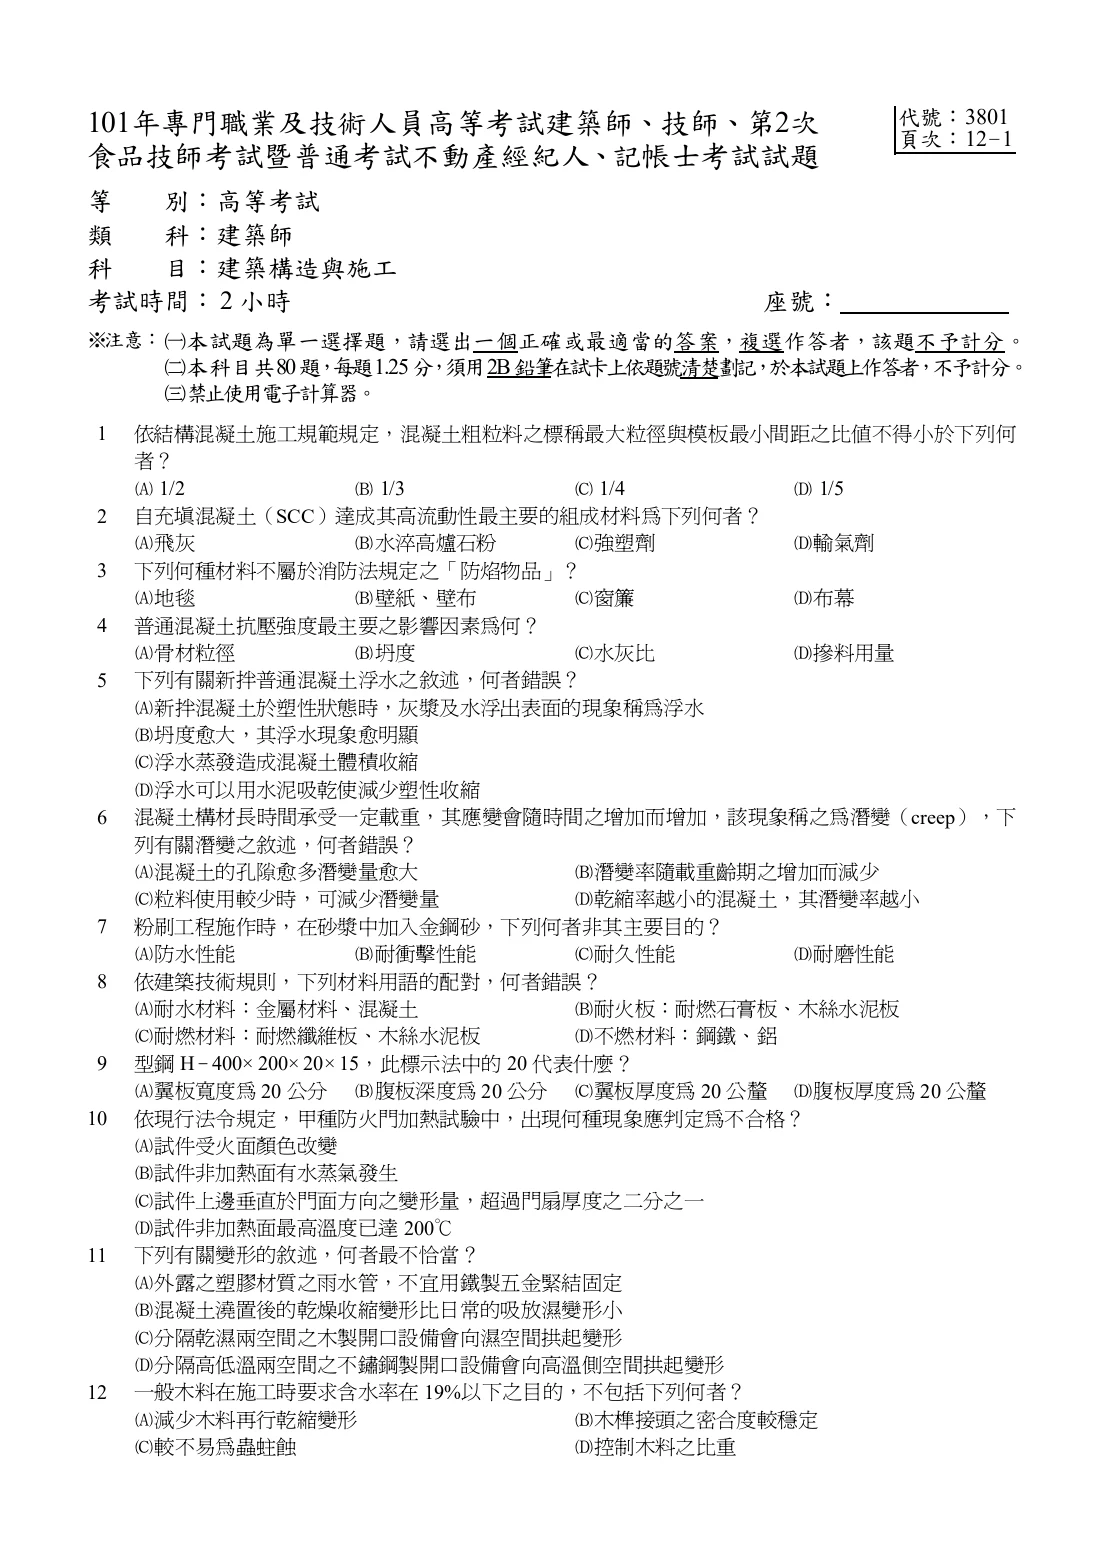 101年專門職業及技術人員高等考試建築師、技師、第2次
食品技師考試暨普通考試不動產經紀人、記帳士考試試題
代號：3801
頁次：12-1
等　　別：高等考試
類　　科：建築師
科　　目：建築構造與施工
考試時間：2 小時
座號：
※注意：㈠本試題為單一選擇題，請選出一個正確或最適當的答案，複選作答者，該題不予計分。
㈡本科目共80題，每題1.25分，須用2B鉛筆在試卡上依題號清楚劃記，於本試題上作答者，不予計分。
㈢禁止使用電子計算器。
1 依結構混凝土施工規範規定，混凝土粗粒料之標稱最大粒徑與模板最小間距之比值不得小於下列何
者？
(A) 1/2 (B) 1/3 (C) 1/4 (D) 1/5
2 自充填混凝土（SCC）達成其高流動性最主要的組成材料為下列何者？
(A)飛灰 (B)水淬高爐石粉 (C)強塑劑 (D)輸氣劑
3 下列何種材料不屬於消防法規定之「防焰物品」？
(A)地毯 (B)壁紙、壁布 (C)窗簾 (D)布幕
4 普通混凝土抗壓強度最主要之影響因素為何？
(A)骨材粒徑 (B)坍度 (C)水灰比 (D)摻料用量
5 下列有關新拌普通混凝土浮水之敘述，何者錯誤？
(A)新拌混凝土於塑性狀態時，灰漿及水浮出表面的現象稱為浮水
(B)坍度愈大，其浮水現象愈明顯
(C)浮水蒸發造成混凝土體積收縮
(D)浮水可以用水泥吸乾使減少塑性收縮
6 混凝土構材長時間承受一定載重，其應變會隨時間之增加而增加，該現象稱之為潛變（creep），下
列有關潛變之敘述，何者錯誤？
(A)混凝土的孔隙愈多潛變量愈大 (B)潛變率隨載重齡期之增加而減少
(C)粒料使用較少時，可減少潛變量 (D)乾縮率越小的混凝土，其潛變率越小
7 粉刷工程施作時，在砂漿中加入金鋼砂，下列何者非其主要目的？
(A)防水性能 (B)耐衝擊性能 (C)耐久性能 (D)耐磨性能
8 依建築技術規則，下列材料用語的配對，何者錯誤？
(A)耐水材料：金屬材料、混凝土 (B)耐火板：耐燃石膏板、木絲水泥板
(C)耐燃材料：耐燃纖維板、木絲水泥板 (D)不燃材料：鋼鐵、鋁
9 型鋼 H－400× 200× 20× 15，此標示法中的 20 代表什麼？
(A)翼板寬度為 20 公分 (B)腹板深度為 20 公分 (C)翼板厚度為 20 公釐 (D)腹板厚度為 20 公釐
10 依現行法令規定，甲種防火門加熱試驗中，出現何種現象應判定為不合格？
(A)試件受火面顏色改變
(B)試件非加熱面有水蒸氣發生
(C)試件上邊垂直於門面方向之變形量，超過門扇厚度之二分之一
(D)試件非加熱面最高溫度已達 200℃
11 下列有關變形的敘述，何者最不恰當？
(A)外露之塑膠材質之雨水管，不宜用鐵製五金緊結固定
(B)混凝土澆置後的乾燥收縮變形比日常的吸放濕變形小
(C)分隔乾濕兩空間之木製開口設備會向濕空間拱起變形
(D)分隔高低溫兩空間之不鏽鋼製開口設備會向高溫側空間拱起變形
12 一般木料在施工時要求含水率在 19%以下之目的，不包括下列何者？
(A)減少木料再行乾縮變形 (B)木榫接頭之密合度較穩定
(C)較不易為蟲蛀蝕 (D)控制木料之比重